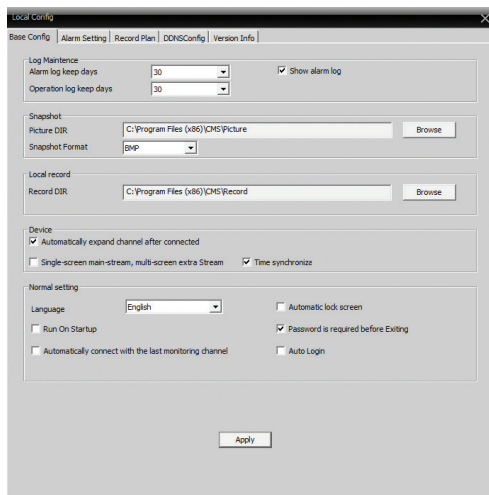 Local Config
Base Config Alarm Setting Record Plan DDNSConfig Version Info
Log Maintence
Alarm log keep days 30 Show alarm log
Operation log keep days 30
Snapshot
Picture DIR C:\Program Files (x86)\CMS\Picture Browse
Snapshot Format BMP
Local record
Record DIR C:\Program Files (x86)\CMS\Record Browse
Device
Automatically expand channel after connected
Single-screen main-stream, multi-screen extra Stream Time synchronize
Normal setting
Language English Automatic lock screen
Run On Startup Password is required before Exiting
Automatically connect with the last monitoring channel Auto Login
Apply